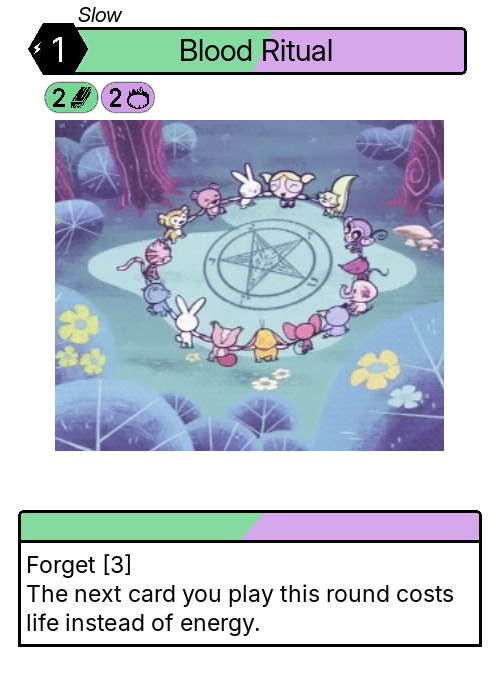 Slow
1
Blood Ritual
2
2
Forget [3]
The next card you play this round costs
life instead of energy.